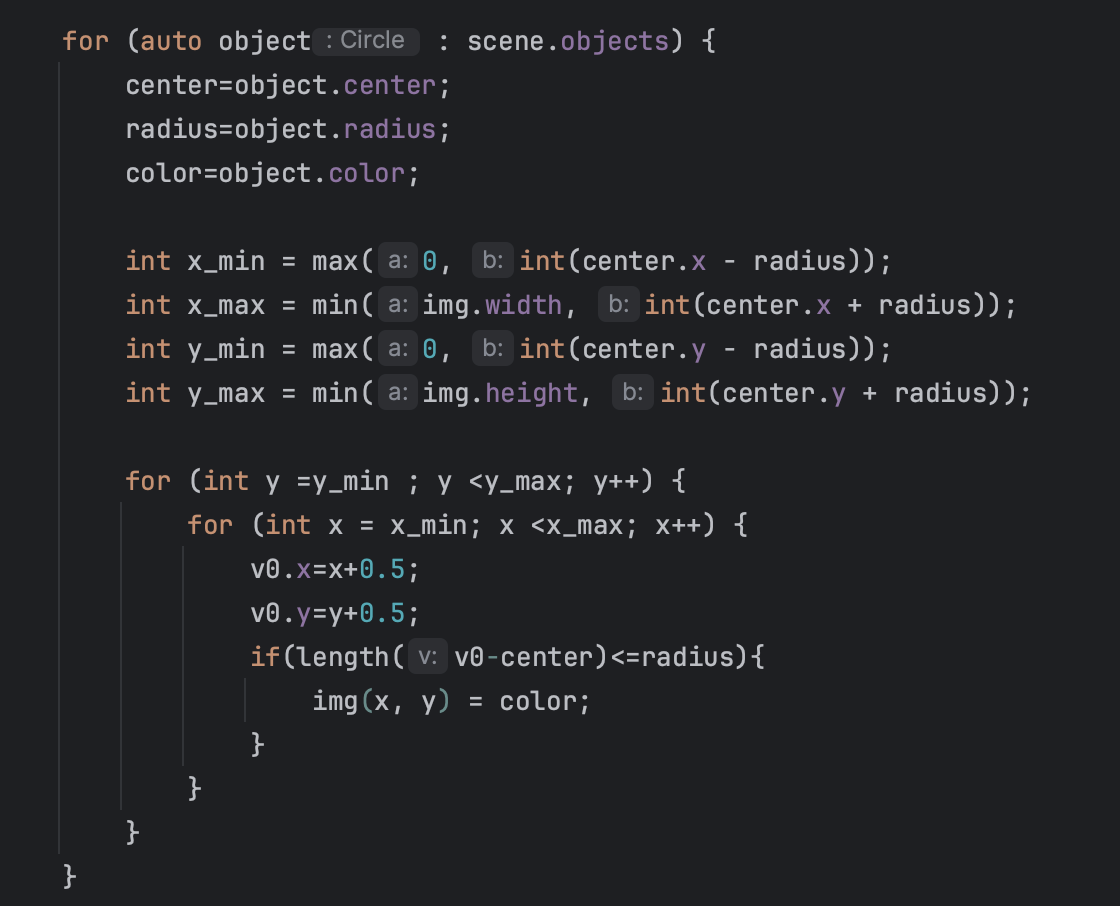 for (auto object : Circle : scene.objects) {
center=object.center;
radius=object.radius;
color=object.color;
int x_min = max( a: 0, b: int(center.x - radius));
int x_max = min( a: img.width, b: int(center.x + radius));
int y_min = max( a: 0, b: int(center.y - radius));
int y_max = min( a: img.height, b: int(center.y + radius));
for (int y =y_min ; y <y_max; y++) {
for (int x = x_min; x <x_max; x++) {
v0.x=x+0.5;
v0.y=y+0.5;
if(length( v: v0-center)<=radius){
img(x, y) = color;
}
}
}
}